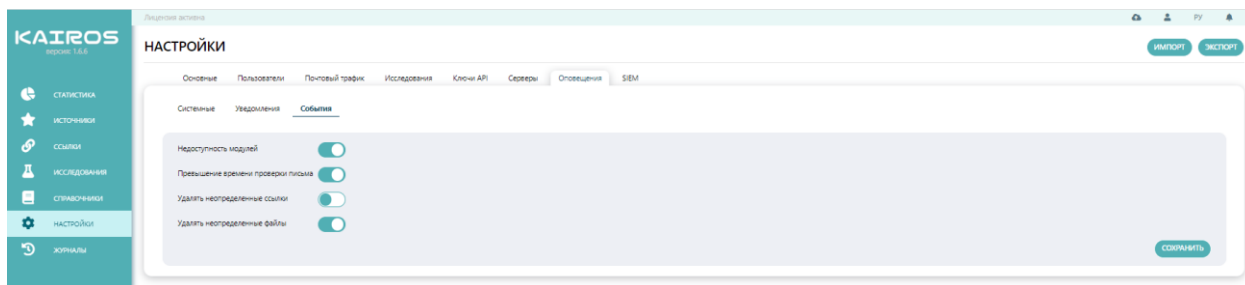 Лицензия активна
РУ
KAIROS
версия: 1.6.6
НАСТРОЙКИ
ИМПОРТ ЭКСПОРТ
Основные Пользователи Почтовый трафик Исследования Ключи API Серверы Оповещения SIEM
СТАТИСТИКА
Системные Уведомления События
ИСТОЧНИКИ
ССЫЛКИ
ИССЛЕДОВАНИЯ
СПРАВОЧНИКИ
НАСТРОЙКИ
ЖУРНАЛЫ
Недоступность модулей
Превышение времени проверки письма
Удалять неопределенные ссылки
Удалять неопределенные файлы
СОХРАНИТЬ